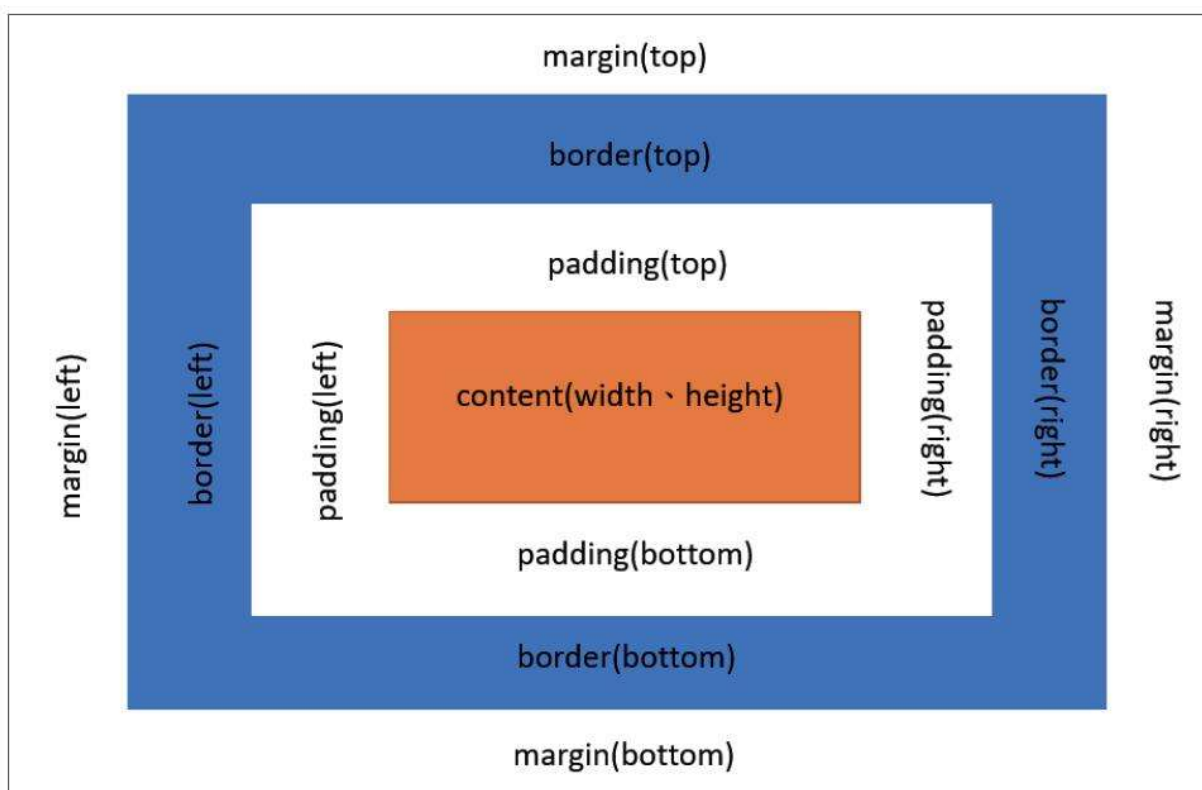 margin(top)
border(top)
padding(top)
margin(left)
border(left)
padding(left)
content(width、height)
padding(right)
border(right)
margin(right)
padding(bottom)
border(bottom)
margin(bottom)